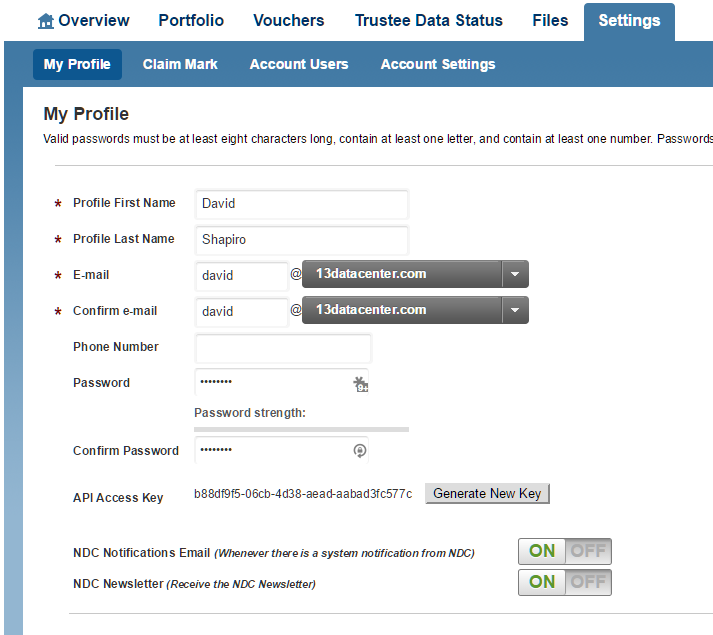 Overview Portfolio Vouchers Trustee Data Status Files Settings
My Profile Claim Mark Account Users Account Settings
My Profile
Valid passwords must be at least eight characters long, contain at least one letter, and contain at least one number. Passwords
* Profile First Name David
* Profile Last Name Shapiro
* E-mail david @ 13datacenter.com
* Confirm e-mail david @ 13datacenter.com
Phone Number
Password ••••••••
9+
Password strength:
Confirm Password ••••••••
API Access Key b88df9f5-06cb-4d38-aead-aabad3fc577c Generate New Key
NDC Notifications Email (Whenever there is a system notification from NDC) ON OFF
NDC Newsletter (Receive the NDC Newsletter) ON OFF